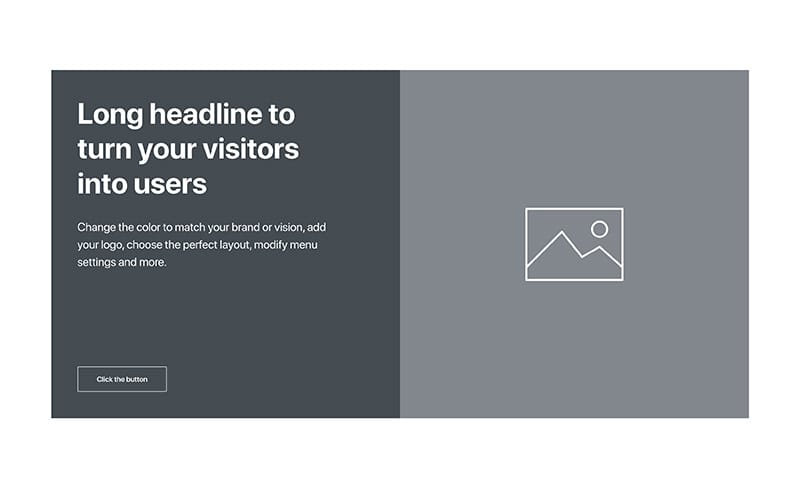 Long headline to
turn your visitors
into users
Change the color to match your brand or vision, add
your logo, choose the perfect layout, modify menu
settings and more.
Click the button